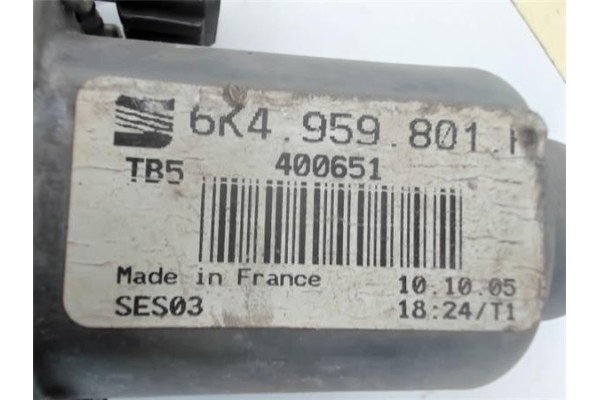 6K4.959.801.
TB5 400651
Made in France 10.10.05
SES03 18:24/T1